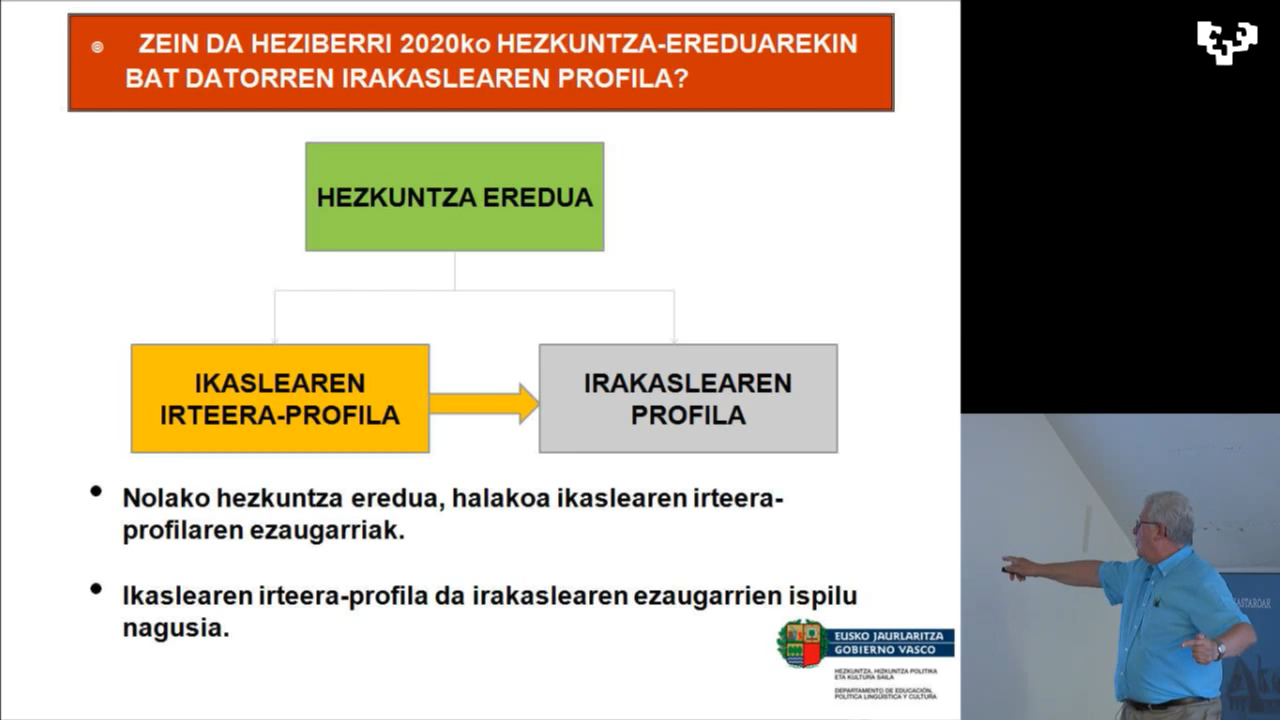 ZEIN DA HEZIBERRI 2020ko HEZKUNTZA-EREDUAREKIN
BAT DATORREN IRAKASLEAREN PROFILA?
HEZKUNTZA EREDUA
IKASLEAREN
IRTEERA-PROFILA
IRAKASLEAREN
PROFILA
• Nolako hezkuntza eredua, halakoa ikaslearen irteera-
profilaren ezaugarriak.
• Ikaslearen irteera-profila da irakaslearen ezaugarrien ispilu
nagusia.
EUSKO JAURLARITZA
GOBIERNO VASCO
HEZKUNTZA, HIZKUNTZA POLITIKA
ETA KULTURA SAILA
DEPARTAMENTO DE EDUCACIÓN,
POLÍTICA LINGÜÍSTICA Y CULTURA